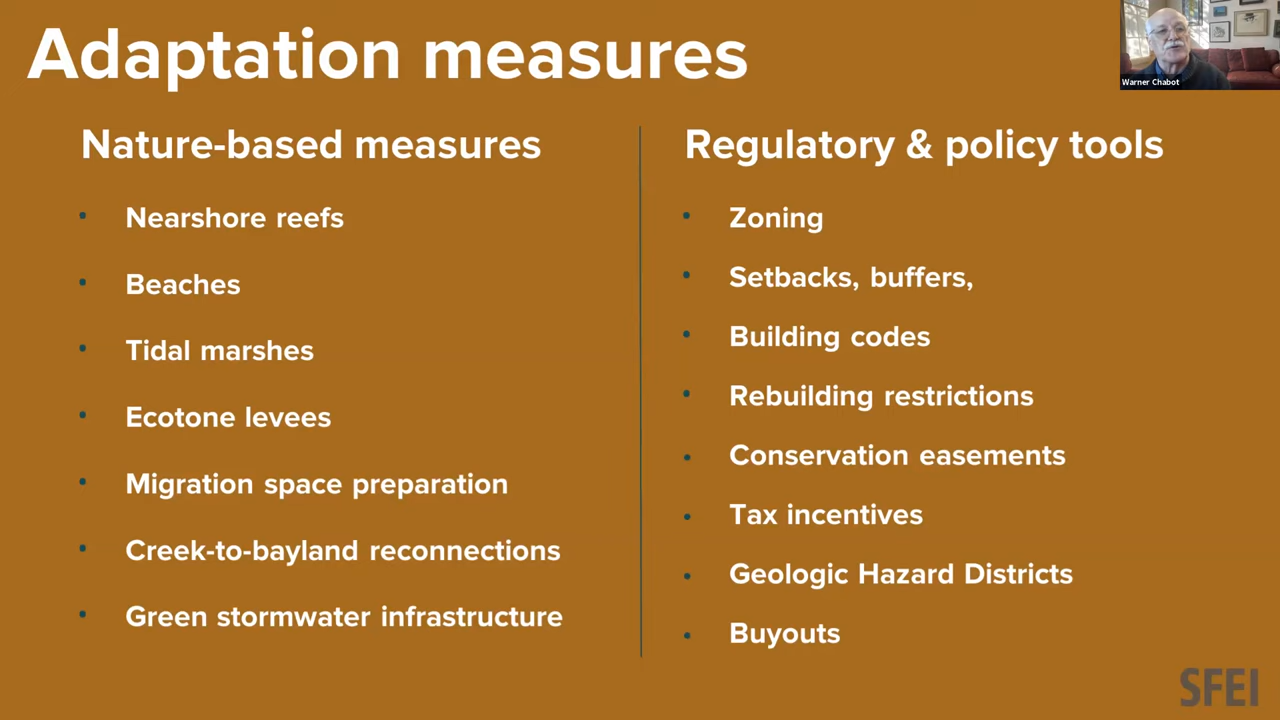 Adaptation measures
Warner Chabot
Nature-based measures
Nearshore reefs
Beaches
Tidal marshes
Ecotone levees
Migration space preparation
Creek-to-bayland reconnections
Green stormwater infrastructure
Regulatory & policy tools
Zoning
Setbacks, buffers,
Building codes
Rebuilding restrictions
Conservation easements
Tax incentives
Geologic Hazard Districts
Buyouts
SFEI